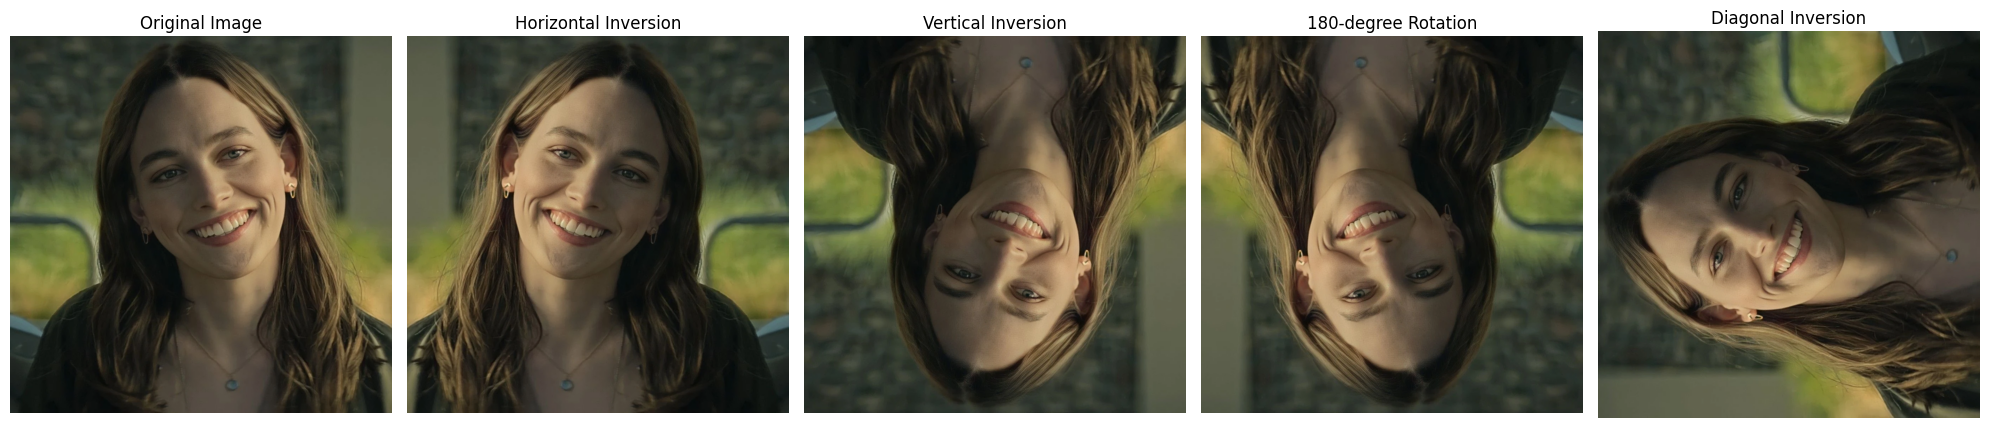 Original Image
Horizontal Inversion
Vertical Inversion
180-degree Rotation
Diagonal Inversion